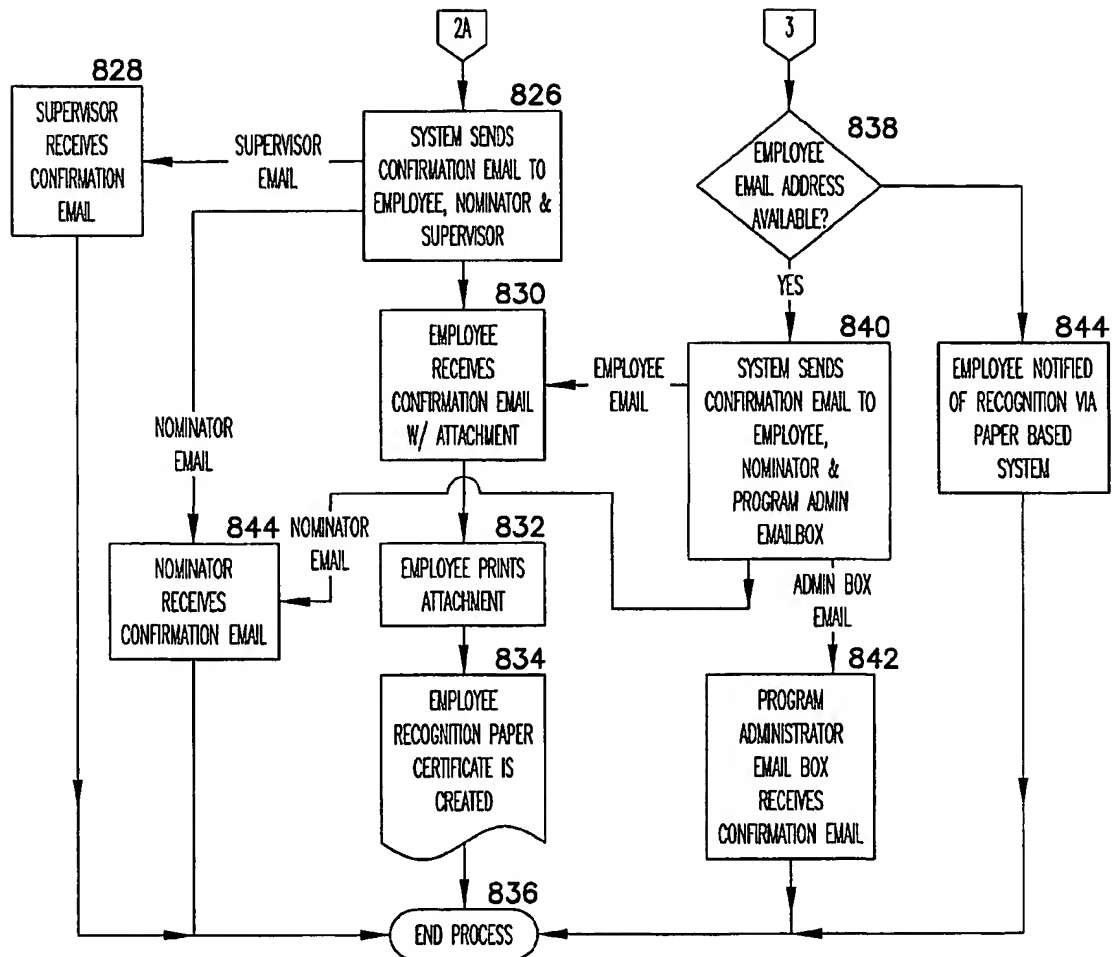 2A
3
828
SUPERVISOR
RECEIVES
CONFIRMATION
EMAIL
SUPERVISOR
EMAIL
826
SYSTEM SENDS
CONFIRMATION EMAIL TO
EMPLOYEE, NOMINATOR &
SUPERVISOR
838
EMPLOYEE
EMAIL ADDRESS
AVAILABLE?
YES
830
EMPLOYEE
RECEIVES
CONFIRMATION EMAIL
W/ ATTACHMENT
EMPLOYEE
EMAIL
840
SYSTEM SENDS
CONFIRMATION EMAIL TO
EMPLOYEE,
NOMINATOR &
PROGRAM ADMIN
EMAILBOX
844
EMPLOYEE NOTIFIED
OF RECOGNITION VIA
PAPER BASED
SYSTEM
NOMINATOR
EMAIL
844
NOMINATOR
RECEIVES
CONFIRMATION EMAIL
NOMINATOR
EMAIL
832
EMPLOYEE PRINTS
ATTACHMENT
ADMIN BOX
EMAIL
834
EMPLOYEE
RECOGNITION PAPER
CERTIFICATE IS
CREATED
842
PROGRAM
ADMINISTRATOR
EMAIL BOX
RECEIVES
CONFIRMATION EMAIL
836
END PROCESS